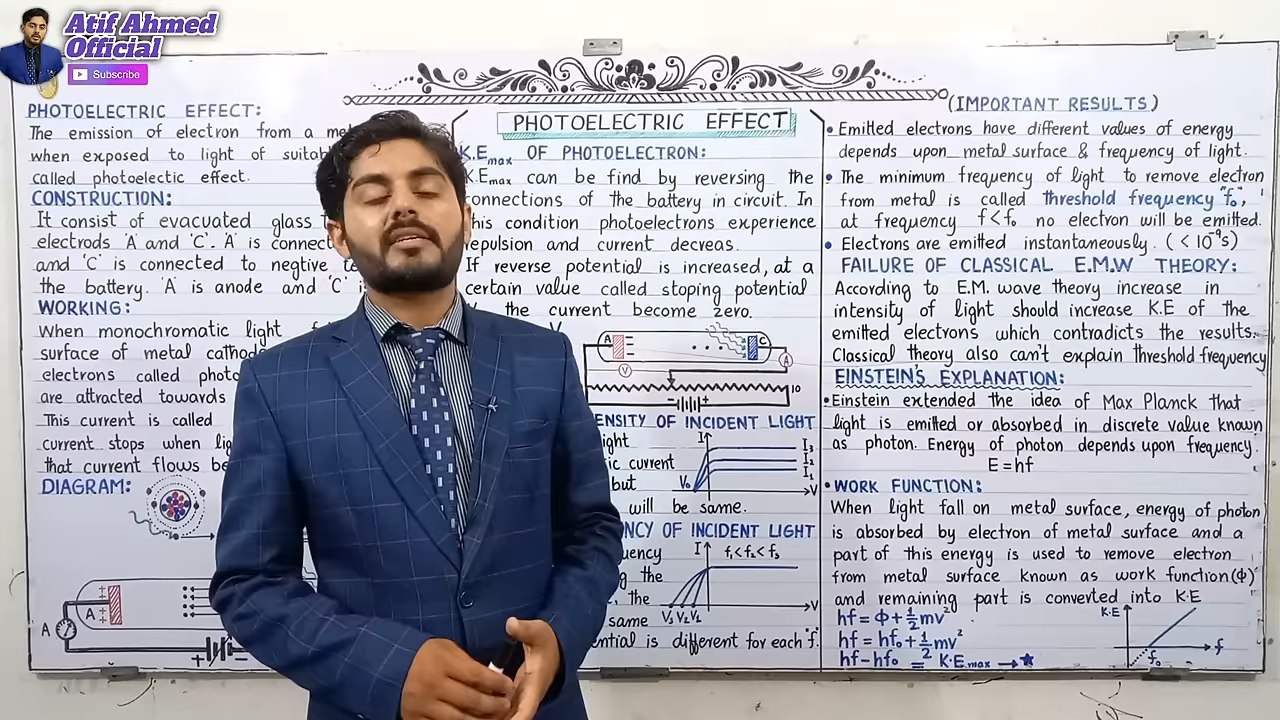 Atif Ahmed
Official
Subscribe
PHOTOELECTRIC EFFECT:
The emission of electron from a
when exposed to light of
called photoelectic effect.
CONSTRUCTION:
It consist of evacuated glass
electrods 'A' and 'C'. 'A' is
and 'C' is connected to negtive
the battery. 'A' is anode and 'C'
WORKING:
When monochromatic light
surface of metal
electrons called
are attracted towards
This current is called
current stops when
that current flows
DIAGRAM:
A
A
+ -
PHOTOELECTRIC EFFECT
K.Emax OF PHOTOELECTRON:
K.Emax can be find by reversing the
connections of the battery in circuit. In
this condition photoelectrons experience
repulsion and current decreas.
If reverse potential is increased, at a
certain value called stoping potential
the current become zero.
A C
V A
10
- +
OF INCIDENT LIGHT
current
but
will be same.
I I3
I2
I1
V0 V
OF INCIDENT LIGHT
the
the
same
is different for each 'f'.
I f1<f2<f3
V3 V2 V1 V
(IMPORTANT RESULTS)
• Emitted electrons have different values of energy
depends upon metal surface & frequency of light.
• The minimum frequency of light to remove electron
from metal is called threshold frequency "f0",
at frequency f<f0 no electron will be emitted.
• Electrons are emitted instantaneously. (< 10⁻⁹s)
FAILURE OF CLASSICAL E.M.W THEORY:
According to E.M. wave theory increase in
intensity of light should increase K.E of the
emitted electrons which contradicts the results.
Classical theory also can't explain threshold frequency
EINSTEIN'S EXPLANATION:
• Einstein extended the idea of Max Planck that
light is emitted or absorbed in discrete value known
as photon. Energy of photon depends upon frequency.
E = hf
• WORK FUNCTION:
When light fall on metal surface, energy of photon
is absorbed by electron of metal surface and a
part of this energy is used to remove electron
from metal surface known as work function(Φ)
and remaining part is converted into K.E
hf = Φ + ½mv²
hf = hf0 + ½mv²
hf - hf0 = K.Emax → ★
K.E
f0 f